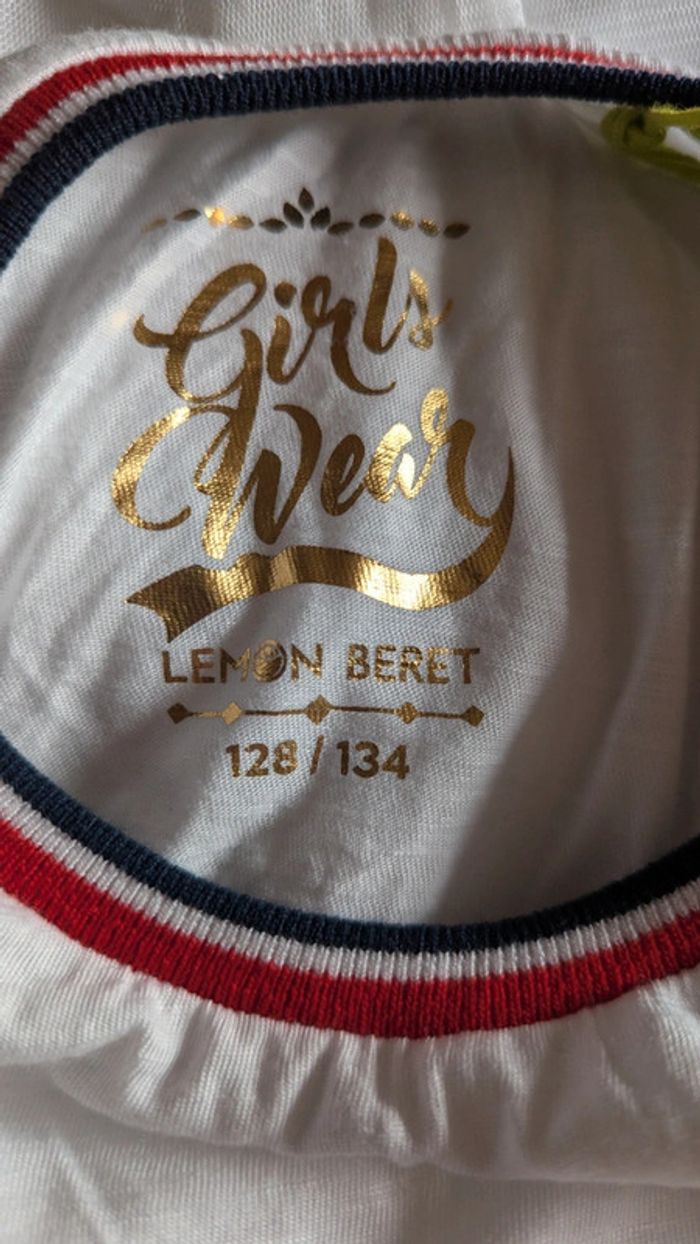 Girls
Wear
LEMON BERET
128 / 134